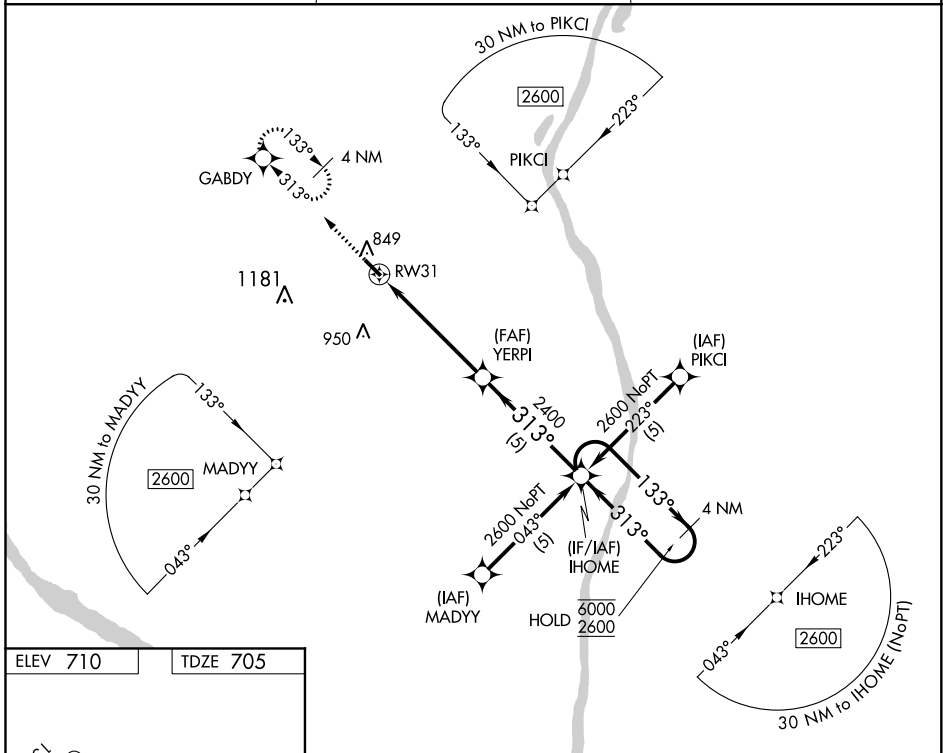 30 NM to PIKCI
2600
133°
223°
PIKCI
133°
4 NM
313°
GABDY
849
RW31
1181
950
(FAF)
YERPI
(IAF)
PIKCI
30 NM to MADYY
133°
2600
MADYY
043°
2400
313°
(5)
2600 NoPT
223°
(5)
133°
4 NM
313°
2600 NoPT
043°
(5)
(IF/IAF)
IHOME
(IAF)
MADYY
HOLD 6000
2600
223°
IHOME
2600
043°
30 NM to IHOME (NoPT)
ELEV 710
TDZE 705